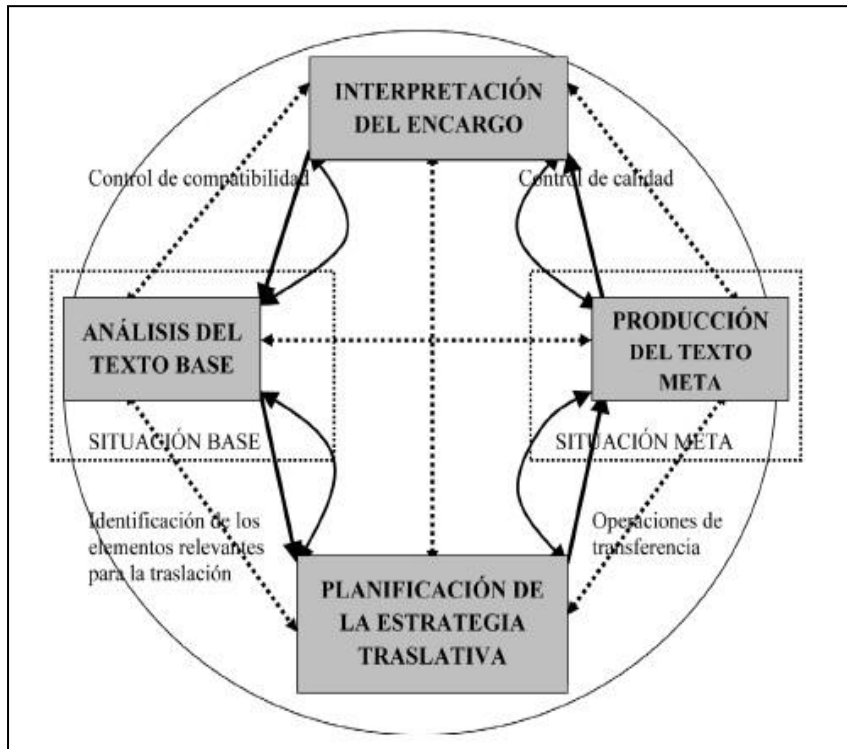 INTERPRETACIÓN
DEL ENCARGO
Control de compatibilidad
Control de calidad
ANÁLISIS DEL
TEXTO BASE
PRODUCCIÓN
DEL TEXTO
META
SITUACIÓN BASE
SITUACIÓN META
Identificación de los
elementos relevantes
para la traslación
Operaciones de
transferencia
PLANIFICACIÓN DE
LA ESTRATEGIA
TRASLATIVA